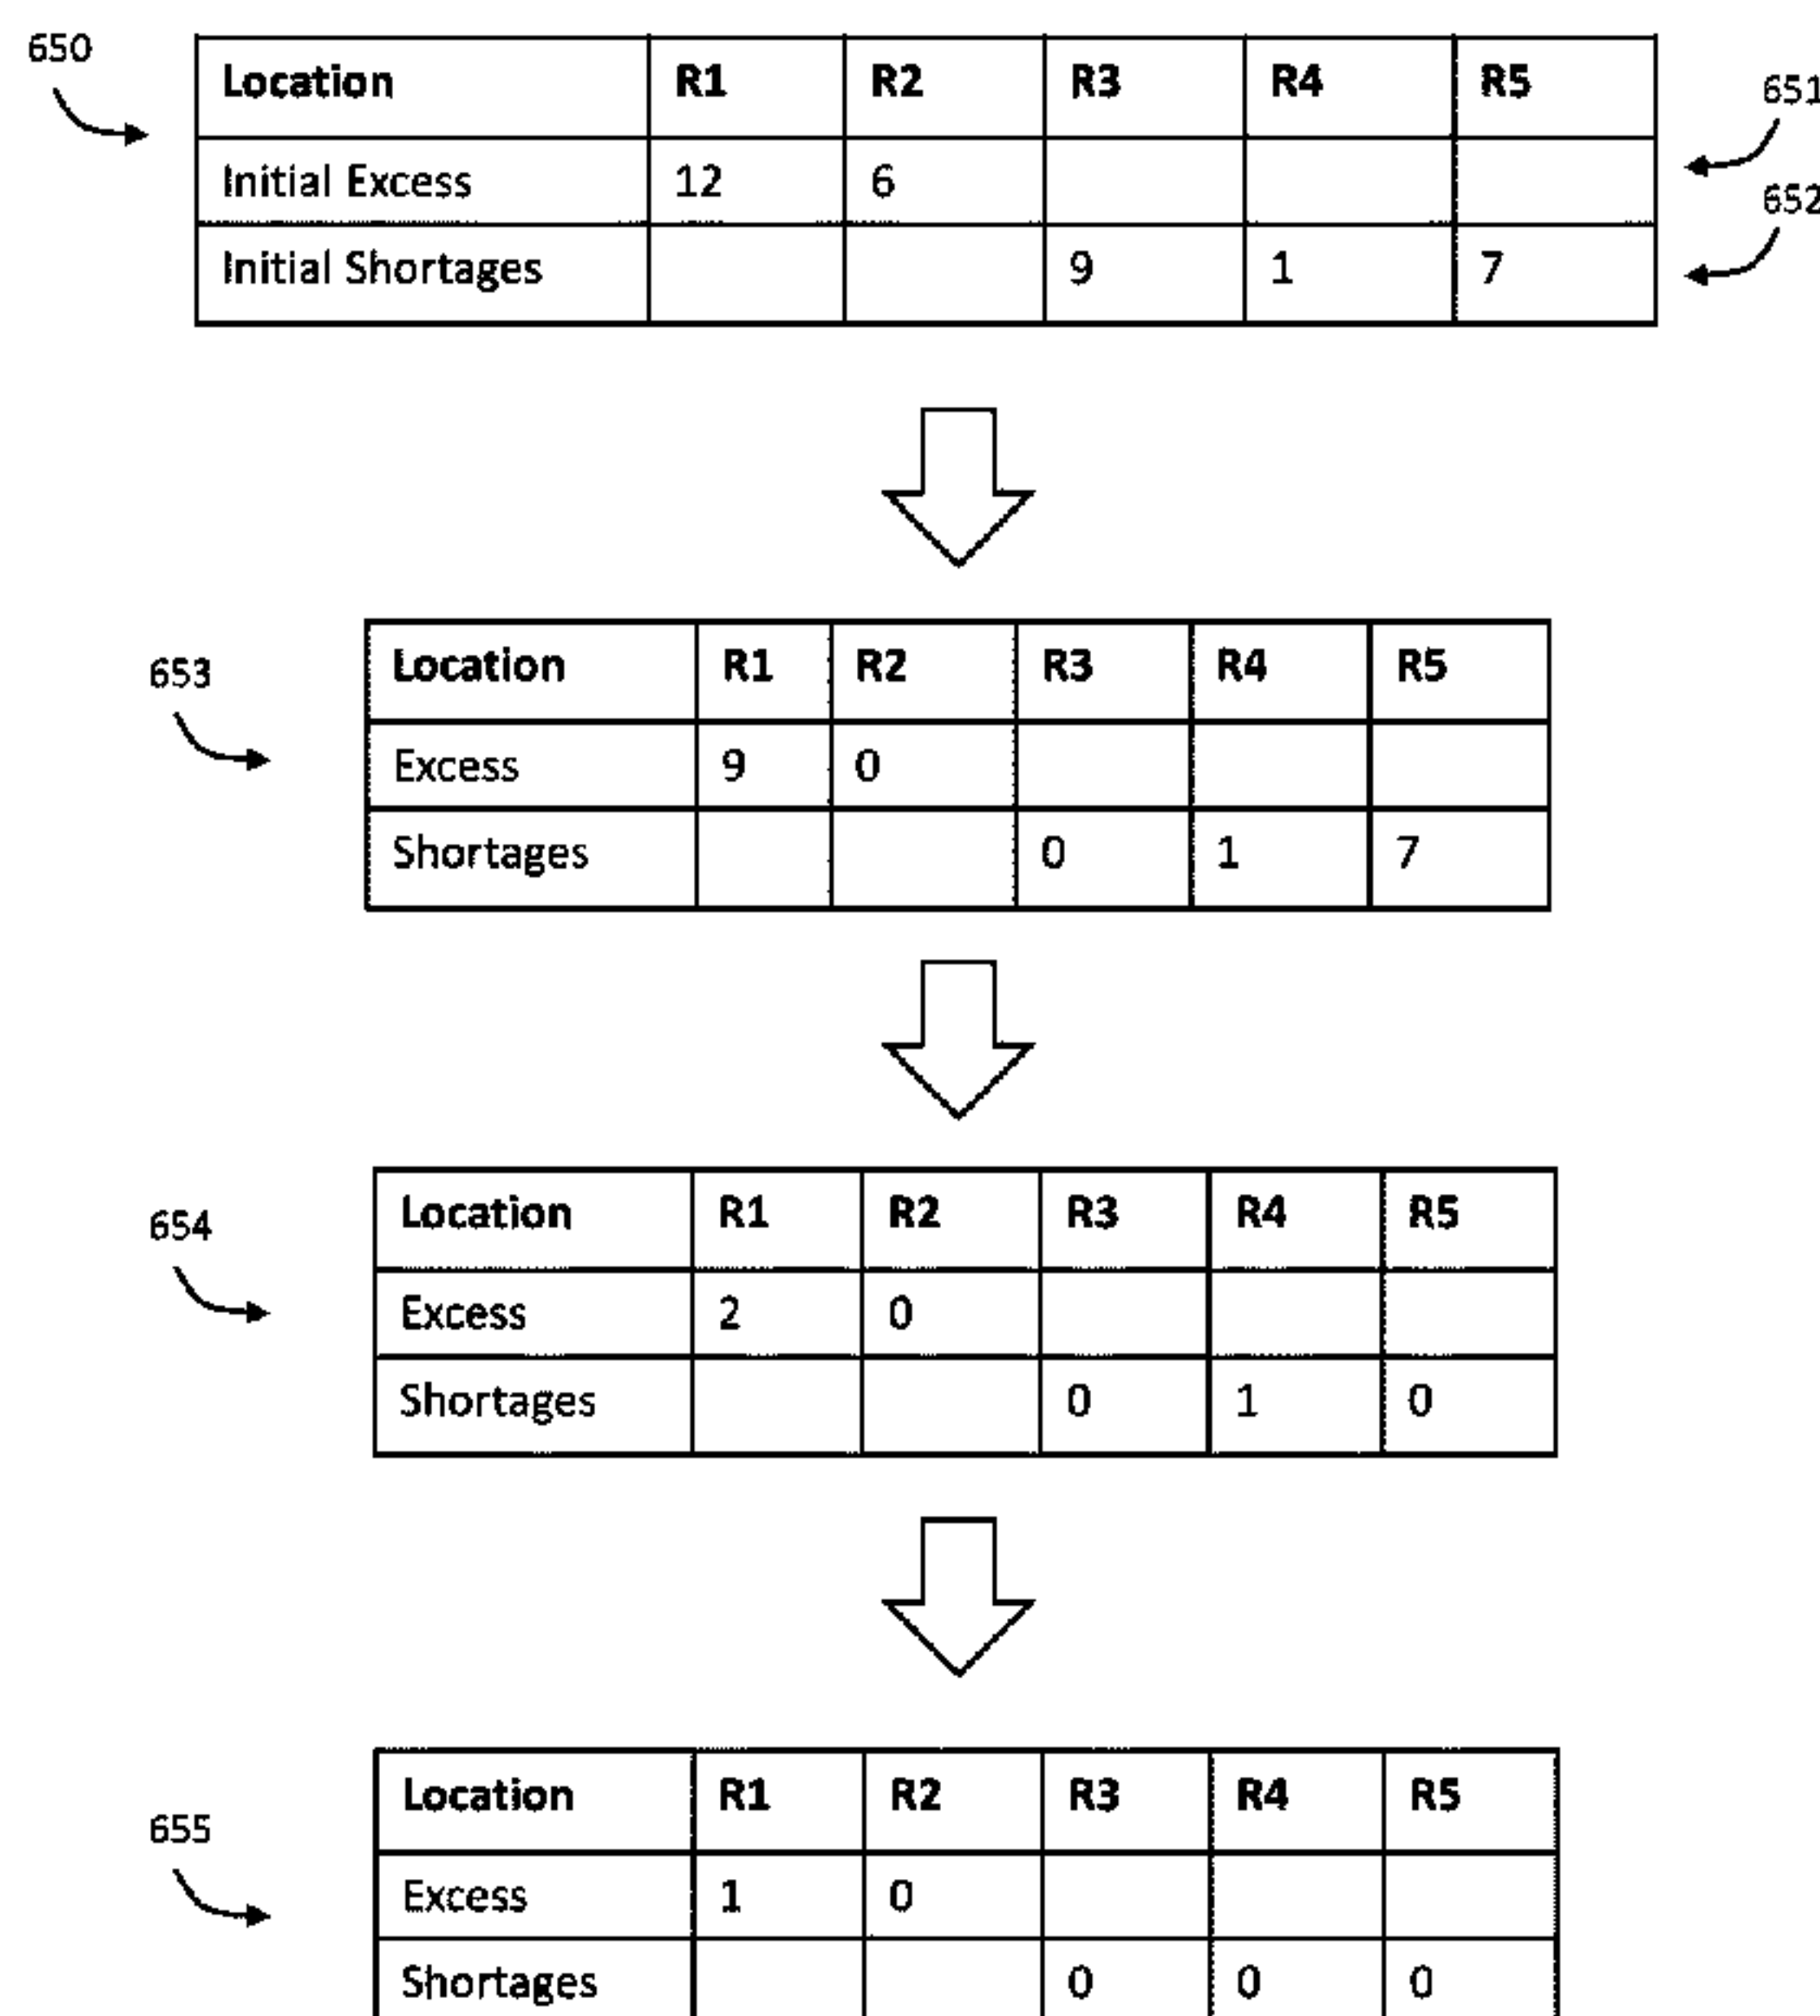 650
Location R1 R2 R3 R4 R5
651
Initial Excess 12 6
652
Initial Shortages 9 1 7
653
Location R1 R2 R3 R4 R5
Excess 9 0
Shortages 0 1 7
654
Location R1 R2 R3 R4 R5
Excess 2 0
Shortages 0 1 0
655
Location R1 R2 R3 R4 R5
Excess 1 0
Shortages 0 0 0